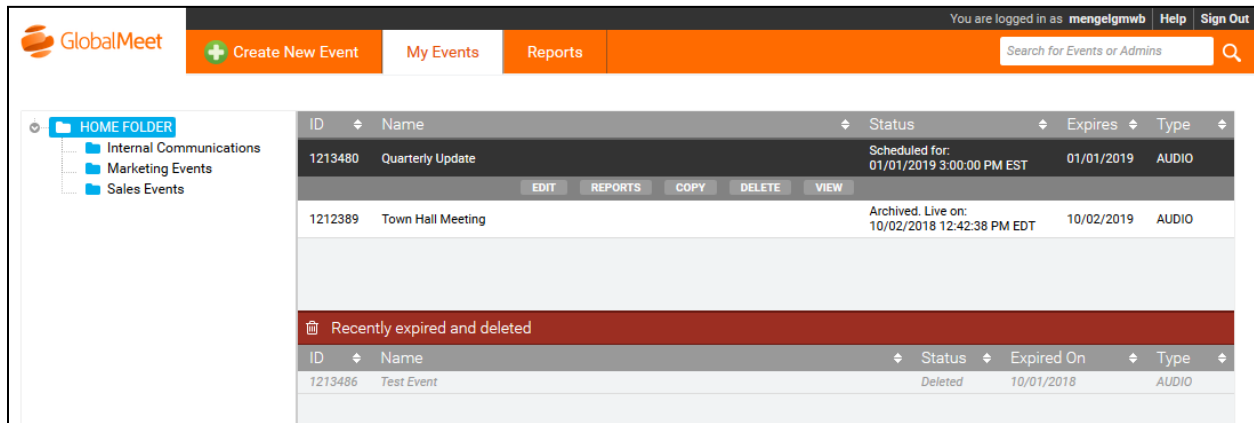 You are logged in as mengelgmwb Help Sign Out
GlobalMeet
Create New Event My Events Reports Search for Events or Admins
HOME FOLDER
Internal Communications
Marketing Events
Sales Events
ID Name Status Expires Type
1213480 Quarterly Update Scheduled for: 01/01/2019 AUDIO
01/01/2019 3:00:00 PM EST
EDIT REPORTS COPY DELETE VIEW
1212389 Town Hall Meeting Archived. Live on: 10/02/2019 AUDIO
10/02/2018 12:42:38 PM EDT
Recently expired and deleted
ID Name Status Expired On Type
1213486 Test Event Deleted 10/01/2018 AUDIO